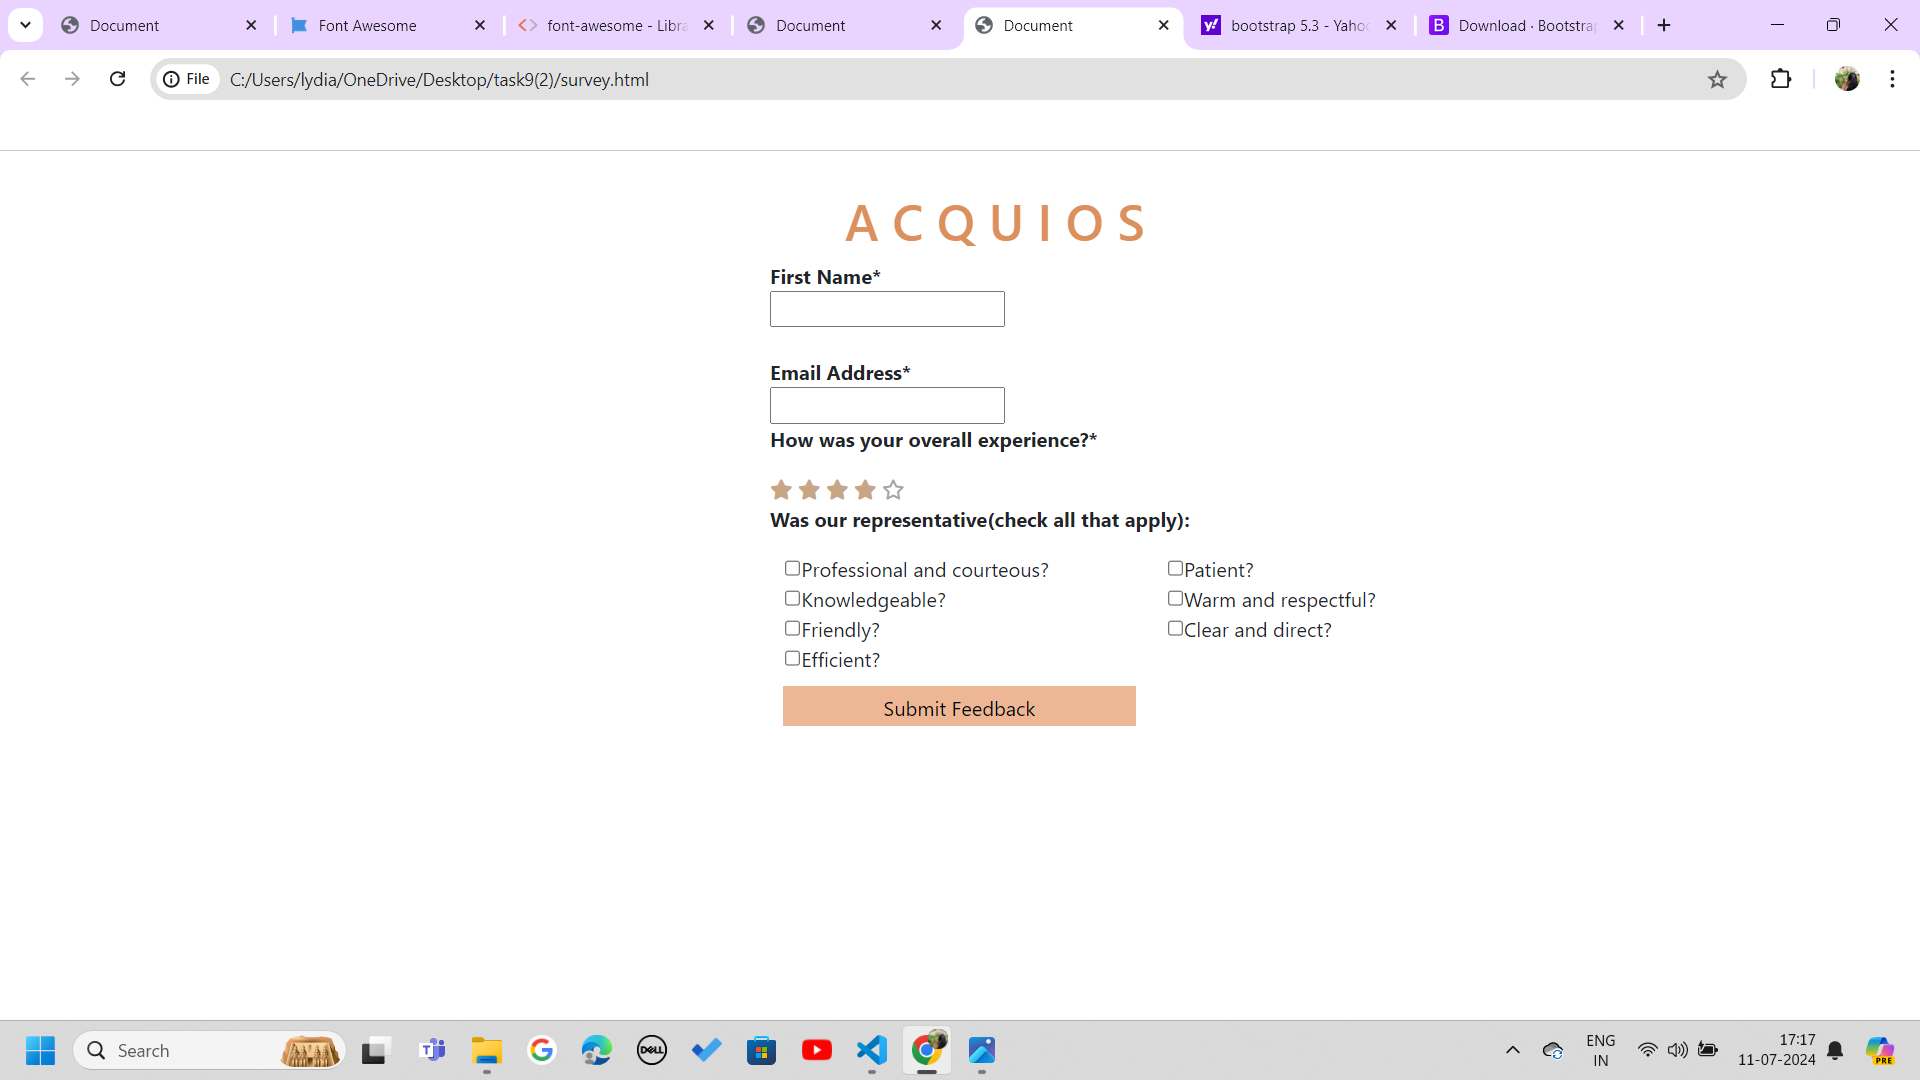 Document
Font Awesome
font-awesome - Libra
Document
Document
bootstrap 5.3 - Yahoo
Download · Bootstrap
File
C:/Users/lydia/OneDrive/Desktop/task9(2)/survey.html
ACQUIOS
First Name*
Email Address*
How was your overall experience?*
Was our representative(check all that apply):
Professional and courteous?
Patient?
Knowledgeable?
Warm and respectful?
Friendly?
Clear and direct?
Efficient?
Submit Feedback
Search
DELL
ENG
IN
17:17
11-07-2024
PRE